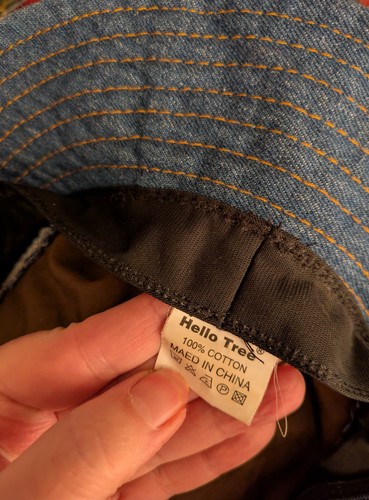 Hello Tree®
100% COTTON
MAED IN CHINA